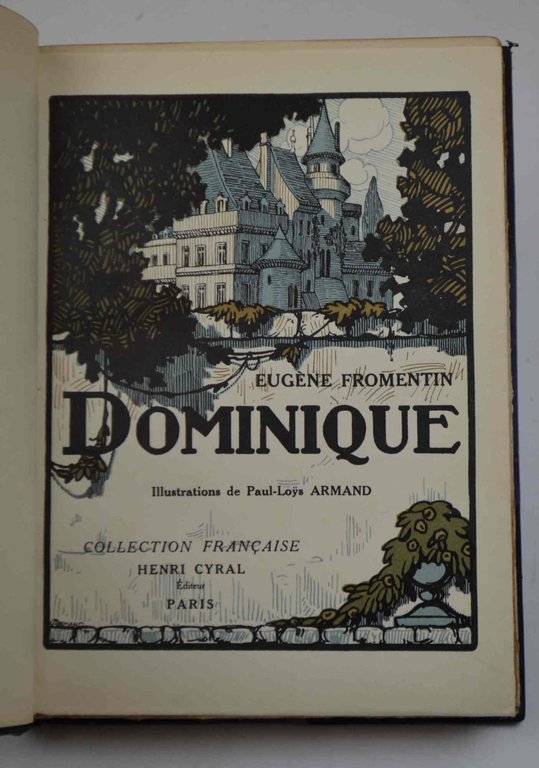 EUGÈNE FROMENTIN
DOMINIQUE
Illustrations de Paul-Loÿs ARMAND
COLLECTION FRANÇAISE
HENRI CYRAL
Éditeur
PARIS